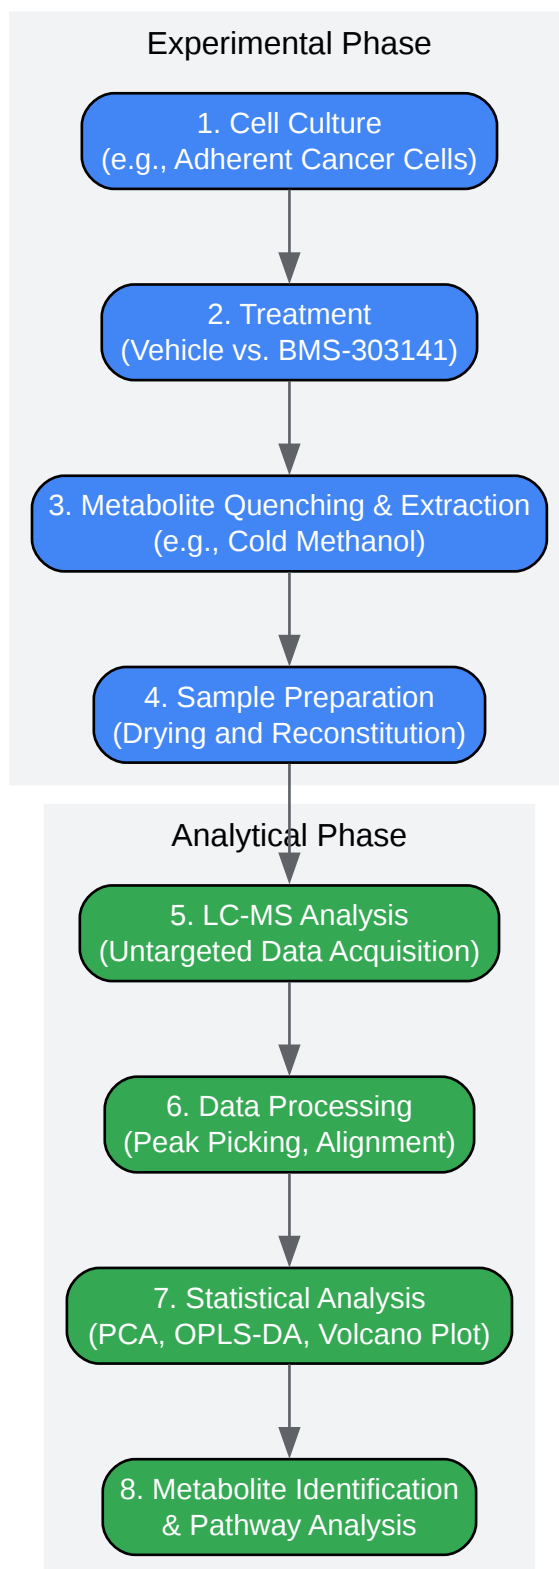 Experimental Phase
1. Cell Culture
(e.g., Adherent Cancer Cells)
2. Treatment
(Vehicle vs. BMS-303141)
3. Metabolite Quenching & Extraction
(e.g., Cold Methanol)
4. Sample Preparation
(Drying and Reconstitution)
Analytical Phase
5. LC-MS Analysis
(Untargeted Data Acquisition)
6. Data Processing
(Peak Picking, Alignment)
7. Statistical Analysis
(PCA, OPLS-DA, Volcano Plot)
8. Metabolite Identification
& Pathway Analysis